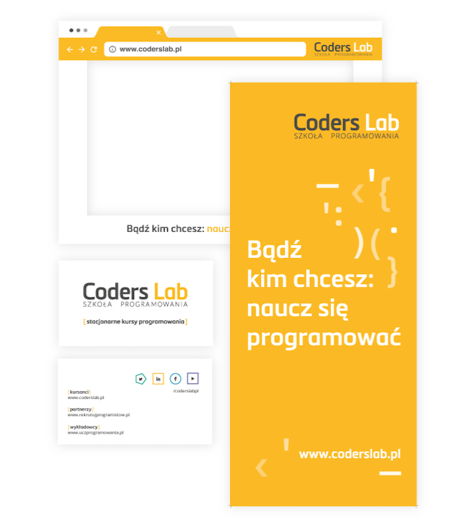 www.coderslab.pl
Coders Lab
SZKOŁA PROGRAMOWANIA
Bądź kim chcesz: naucz
Coders Lab
SZKOŁA PROGRAMOWANIA
_ ' ‹ {
' : ) ( . }
Bądź
kim chcesz:
naucz się
programować
www.coderslab.pl
‹ ' _
Coders Lab
SZKOŁA PROGRAMOWANIA
[stacjonarne kursy programowania]
/coderslabpl
[kursanci]
www.coderslab.pl
[partnerzy]
www.rekrutujprogramistow.pl
[wykładowcy]
www.uczprogramowania.pl